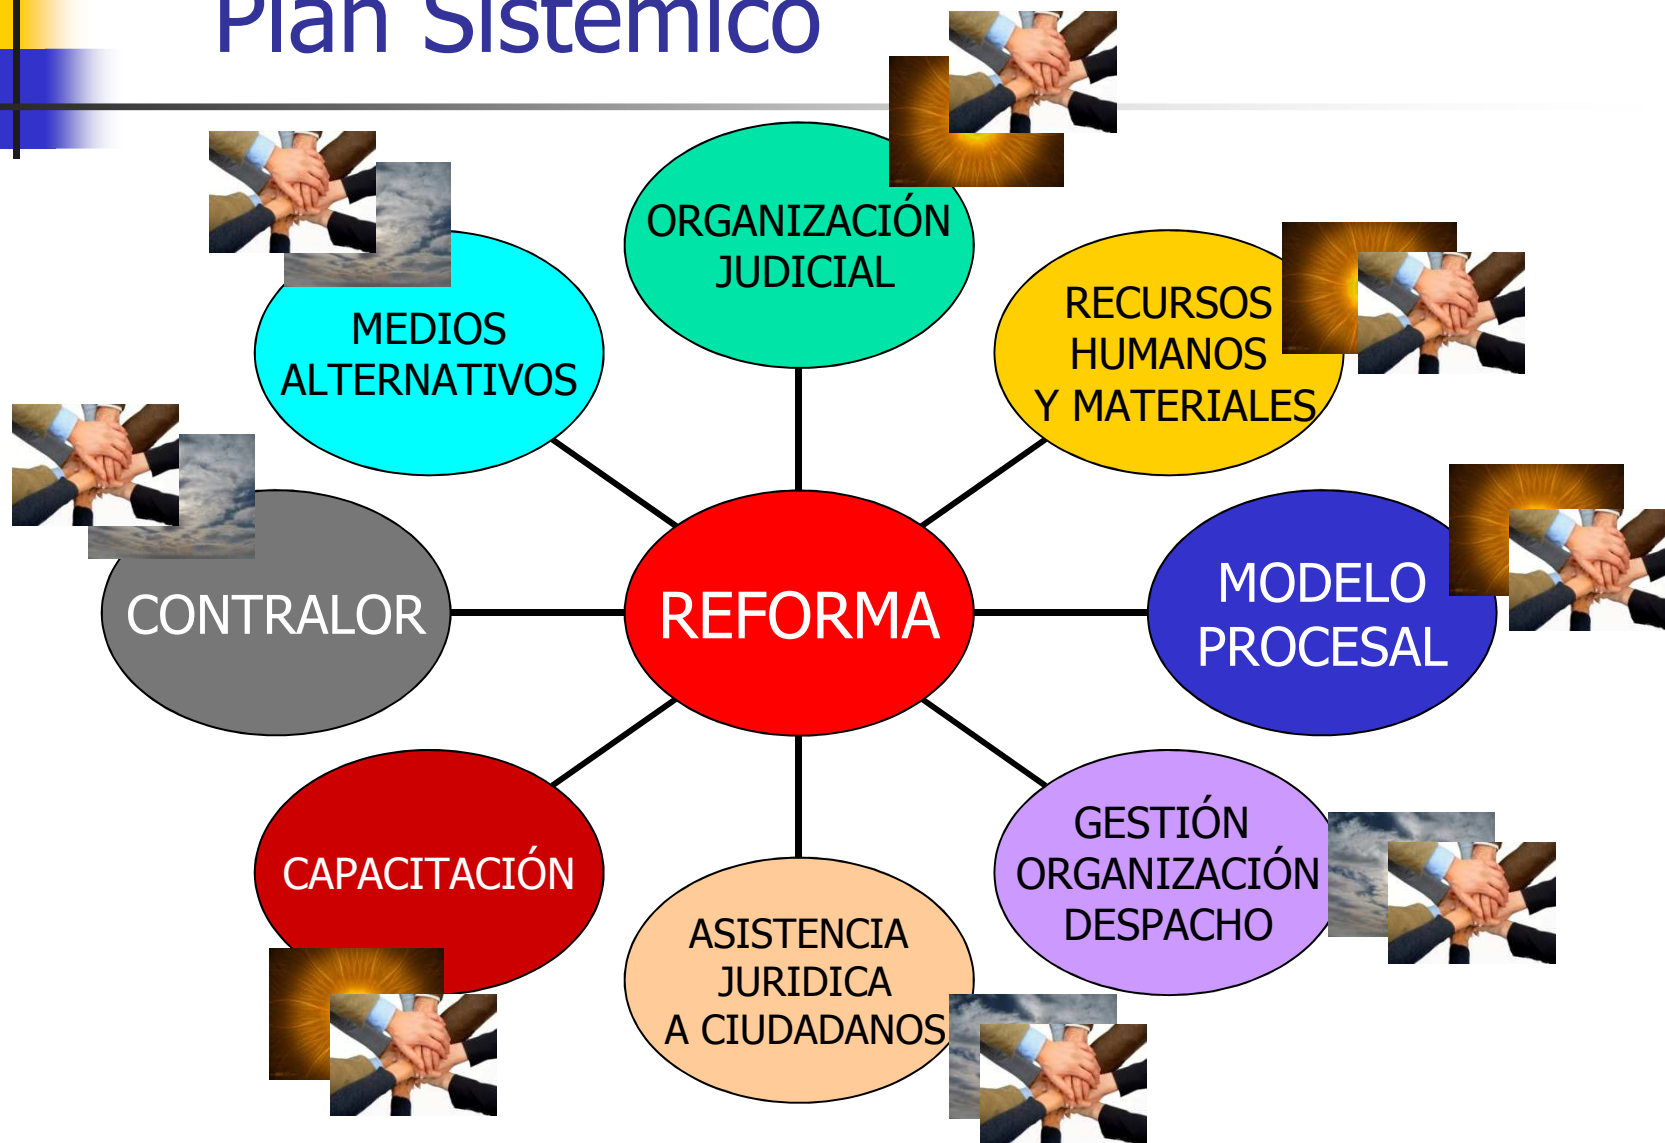 Plan Sistémico
ORGANIZACIÓN
JUDICIAL
RECURSOS
HUMANOS
Y MATERIALES
MODELO
PROCESAL
GESTIÓN
ORGANIZACIÓN
DESPACHO
ASISTENCIA
JURIDICA
A CIUDADANOS
CAPACITACIÓN
CONTRALOR
MEDIOS
ALTERNATIVOS
REFORMA